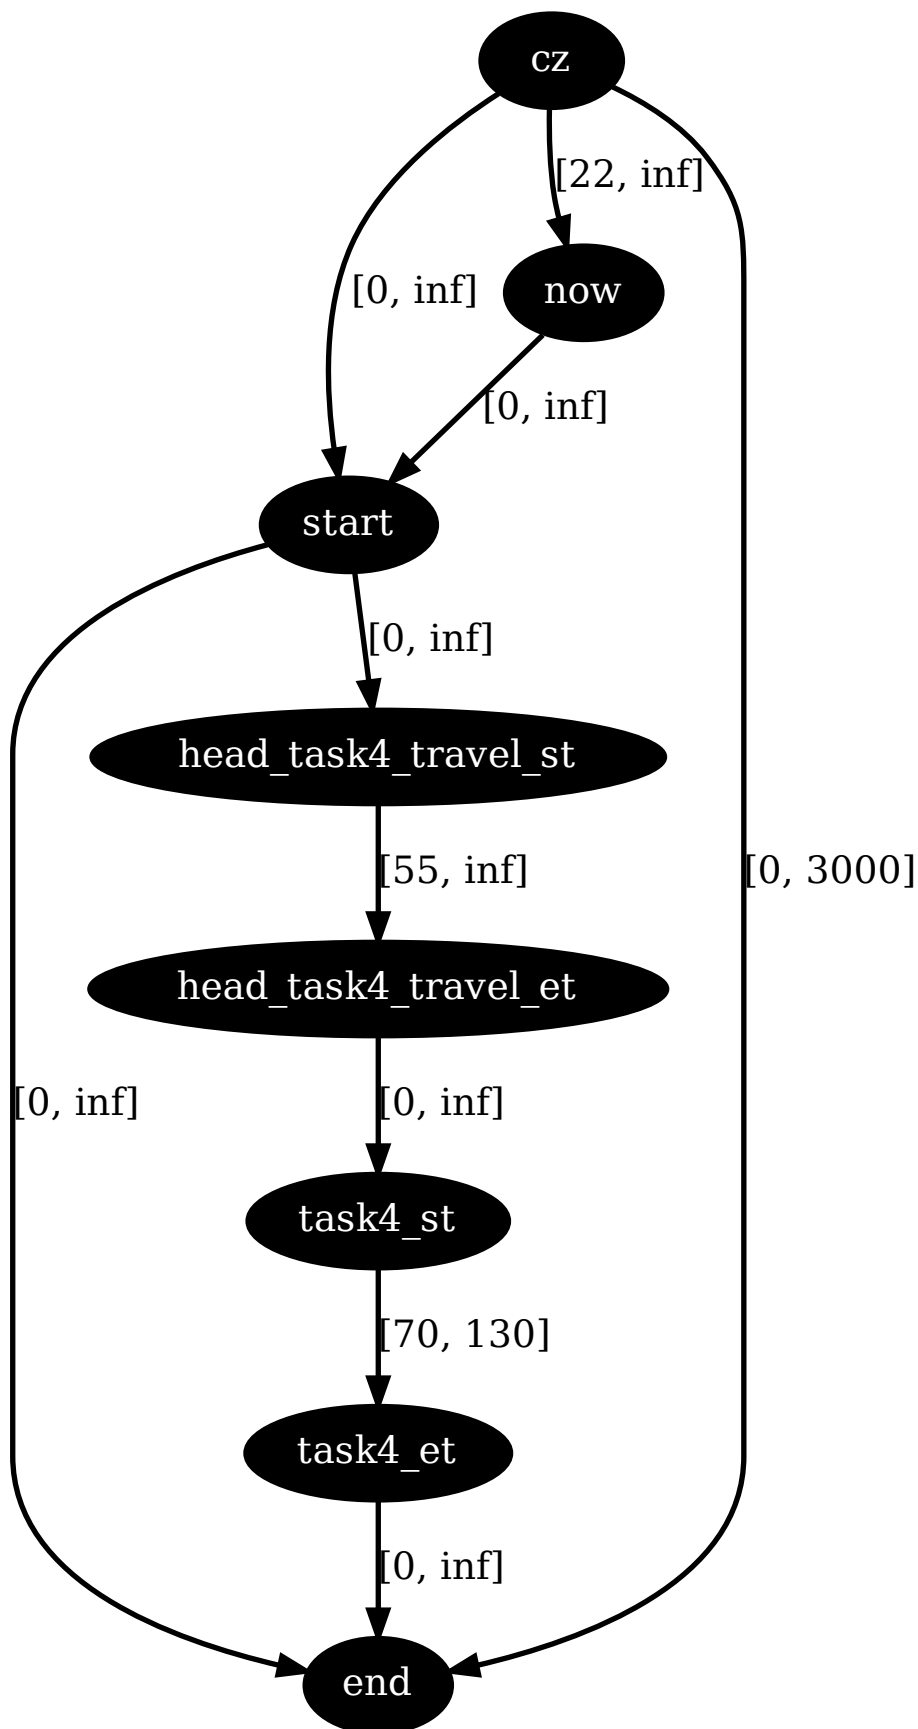 cz
[22, inf]
[0, inf]
now
[0, inf]
start
[0, inf]
head_task4_travel_st
[55, inf]
[0, 3000]
head_task4_travel_et
[0, inf]
[0, inf]
task4_st
[70, 130]
task4_et
[0, inf]
end